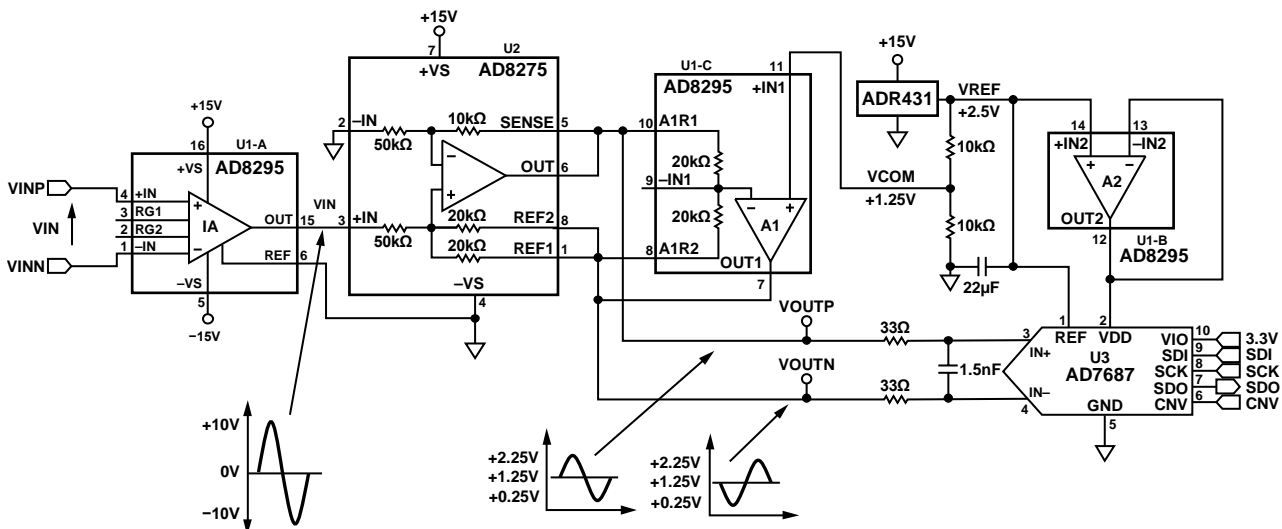 +15V
U1-A
16
AD8295
+VS
VINP
4 +IN
3 RG1
2 RG2
1 –IN
VIN
VINN
IA
OUT 15
REF 6
–VS
5
–15V
VIN
+15V
7
U2
+VS
AD8275
2 –IN
50kΩ
10kΩ
SENSE 5
OUT 6
3 +IN
50kΩ
20kΩ
REF2 8
20kΩ
REF1 1
–VS
4
U1-C
11
AD8295
+IN1
10 A1R1
20kΩ
9 –IN1
20kΩ
A1
8 A1R2
OUT1
7
+15V
ADR431
VREF
+2.5V
10kΩ
VCOM
+1.25V
10kΩ
22µF
14
13
+IN2
–IN2
A2
OUT2
12
U1-B
AD8295
VOUTP
33Ω
VOUTN
33Ω
1.5nF
1
2
REF
VDD
3
IN+
IN–
4
U3
AD7687
GND
5
VIO 10 3.3V
SDI 9 SDI
SCK 8 SCK
SDO 7 SDO
CNV 6 CNV
+10V
0V
–10V
+2.25V
+1.25V
+0.25V
+2.25V
+1.25V
+0.25V